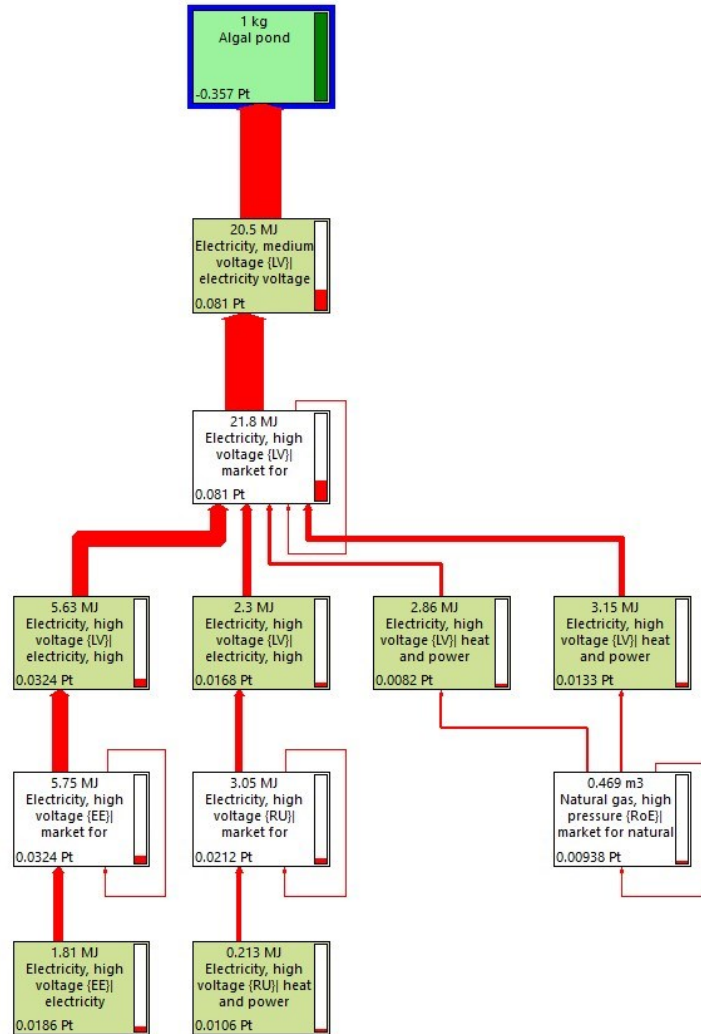 1 kg
Algal pond
-0.357 Pt
20.5 MJ
Electricity, medium
voltage {LV}|
electricity voltage
0.081 Pt
21.8 MJ
Electricity, high
voltage {LV}|
market for
0.081 Pt
5.63 MJ
Electricity, high
voltage {LV}|
electricity, high
0.0324 Pt
2.3 MJ
Electricity, high
voltage {LV}|
electricity, high
0.0168 Pt
2.86 MJ
Electricity, high
voltage {LV}| heat
and power
0.0082 Pt
3.15 MJ
Electricity, high
voltage {LV}| heat
and power
0.0133 Pt
5.75 MJ
Electricity, high
voltage {EE}|
market for
0.0324 Pt
3.05 MJ
Electricity, high
voltage {RU}|
market for
0.0212 Pt
0.469 m3
Natural gas, high
pressure {RoE}|
market for natural
0.00938 Pt
1.81 MJ
Electricity, high
voltage {EE}|
electricity
0.0186 Pt
0.213 MJ
Electricity, high
voltage {RU}| heat
and power
0.0106 Pt